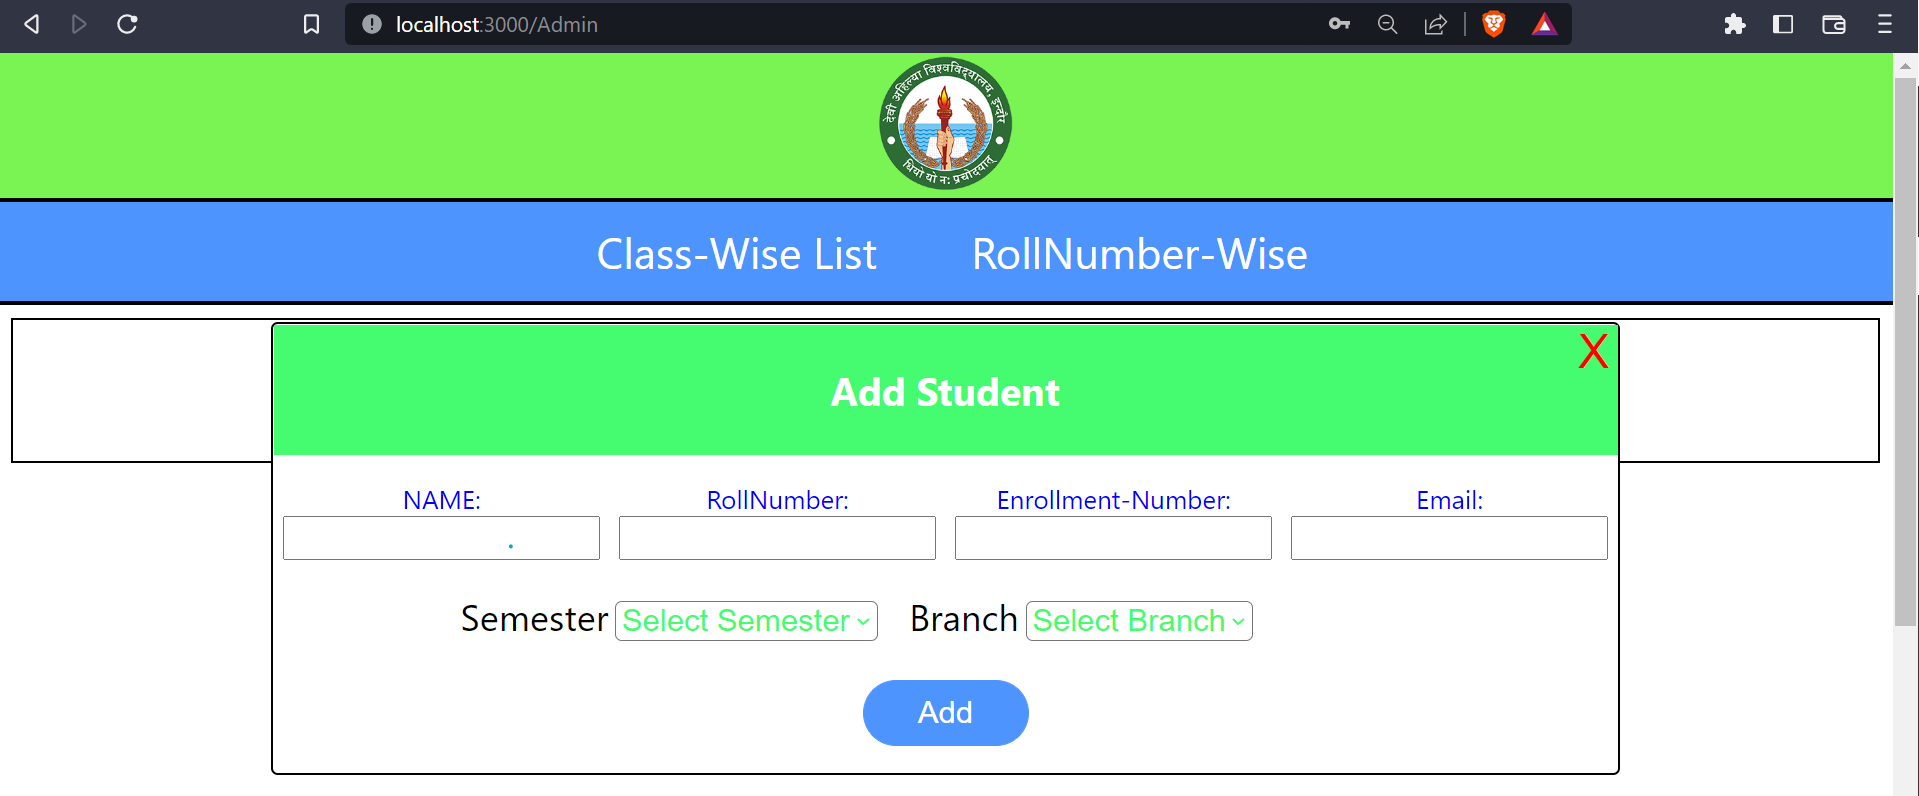 localhost:3000/Admin
देवी अहिल्या विश्वविद्यालय, इन्दौर
धियो यो नः प्रचोदयात्
Class-Wise List RollNumber-Wise
X
Add Student
NAME: RollNumber: Enrollment-Number: Email:
Semester Select Semester Branch Select Branch
Add